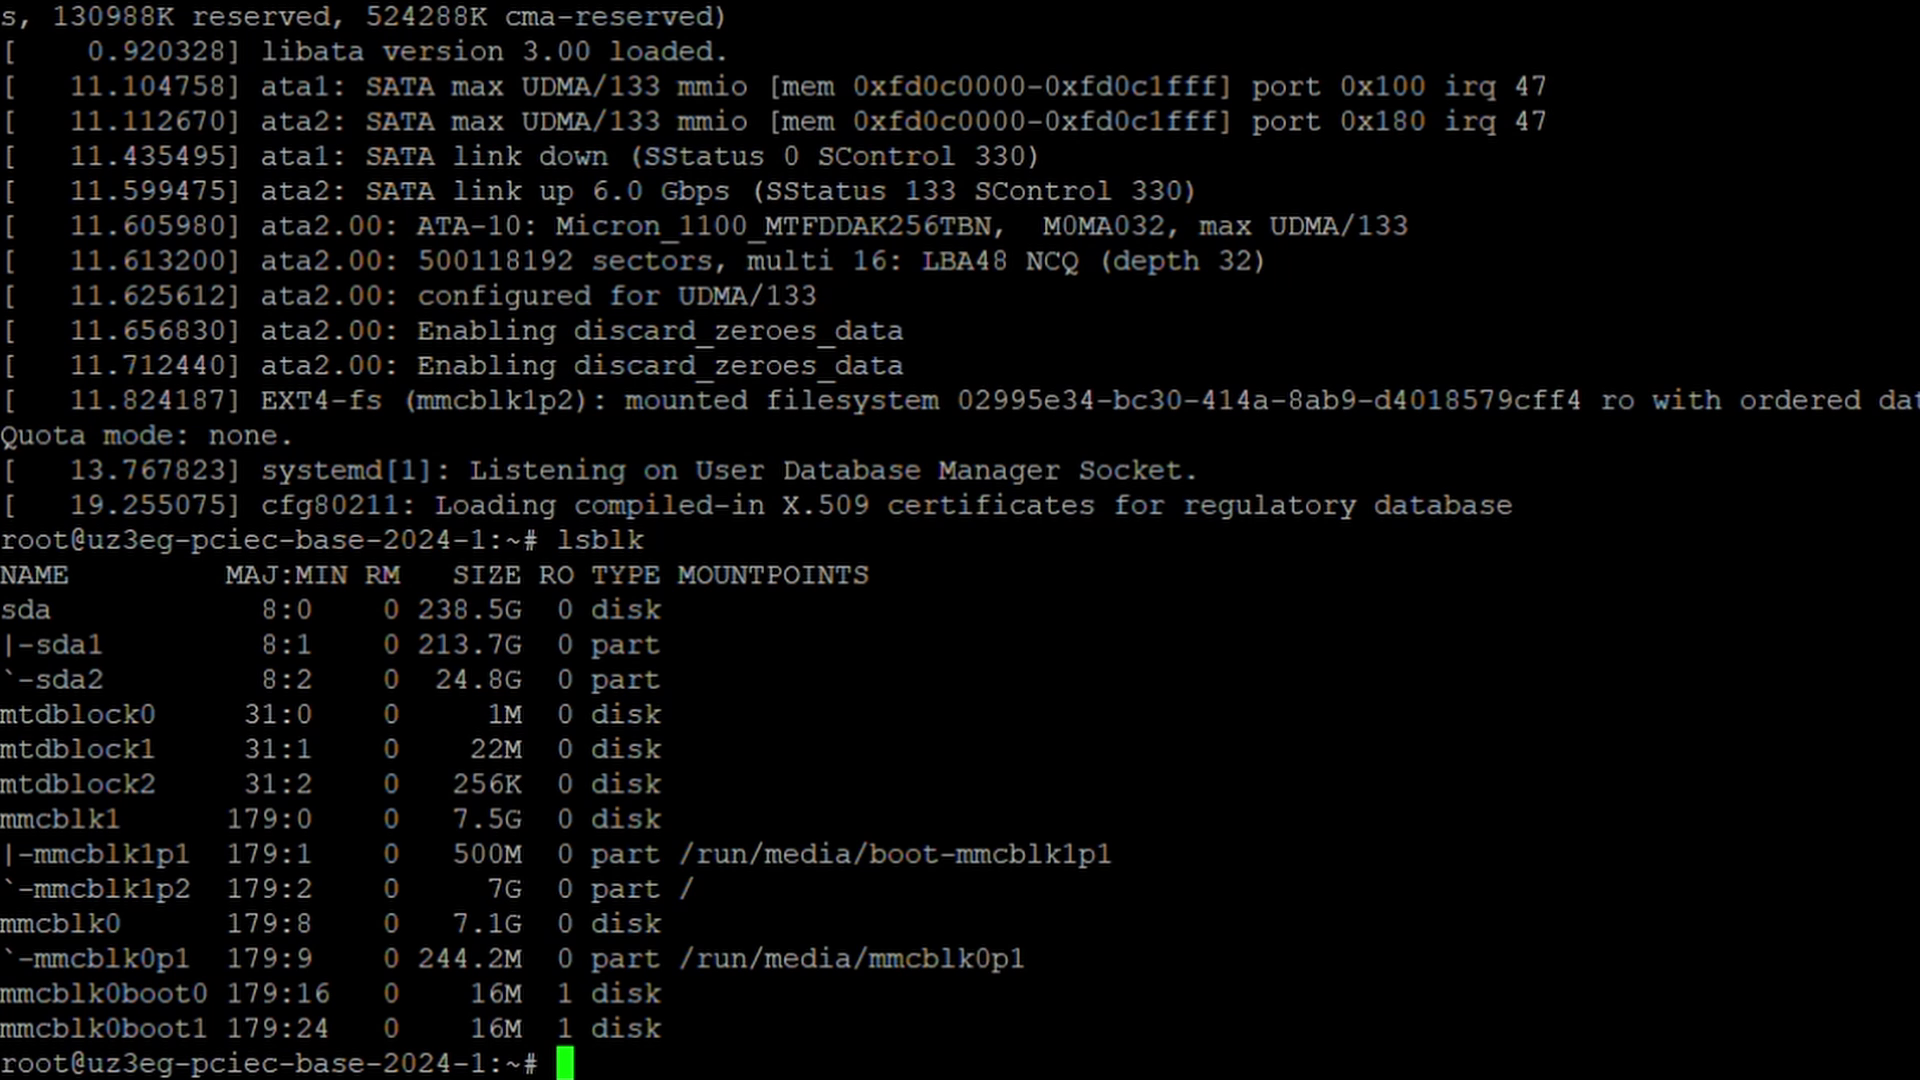 s, 130988K reserved, 524288K cma-reserved)
[    0.920328] libata version 3.00 loaded.
[   11.104758] ata1: SATA max UDMA/133 mmio [mem 0xfd0c0000-0xfd0c1fff] port 0x100 irq 47
[   11.112670] ata2: SATA max UDMA/133 mmio [mem 0xfd0c0000-0xfd0c1fff] port 0x180 irq 47
[   11.435495] ata1: SATA link down (SStatus 0 SControl 330)
[   11.599475] ata2: SATA link up 6.0 Gbps (SStatus 133 SControl 330)
[   11.605980] ata2.00: ATA-10: Micron_1100_MTFDDAK256TBN,  M0MA032, max UDMA/133
[   11.613200] ata2.00: 500118192 sectors, multi 16: LBA48 NCQ (depth 32)
[   11.625612] ata2.00: configured for UDMA/133
[   11.656830] ata2.00: Enabling discard_zeroes_data
[   11.712440] ata2.00: Enabling discard_zeroes_data
[   11.824187] EXT4-fs (mmcblk1p2): mounted filesystem 02995e34-bc30-414a-8ab9-d4018579cff4 ro with ordered dat
Quota mode: none.
[   13.767823] systemd[1]: Listening on User Database Manager Socket.
[   19.255075] cfg80211: Loading compiled-in X.509 certificates for regulatory database
root@uz3eg-pciec-base-2024-1:~# lsblk
NAME         MAJ:MIN RM   SIZE RO TYPE MOUNTPOINTS
sda            8:0    0 238.5G  0 disk
|-sda1         8:1    0 213.7G  0 part
`-sda2         8:2    0  24.8G  0 part
mtdblock0     31:0    0     1M  0 disk
mtdblock1     31:1    0    22M  0 disk
mtdblock2     31:2    0   256K  0 disk
mmcblk1      179:0    0   7.5G  0 disk
|-mmcblk1p1  179:1    0   500M  0 part /run/media/boot-mmcblk1p1
`-mmcblk1p2  179:2    0     7G  0 part /
mmcblk0      179:8    0   7.1G  0 disk
`-mmcblk0p1  179:9    0 244.2M  0 part /run/media/mmcblk0p1
mmcblk0boot0 179:16   0    16M  1 disk
mmcblk0boot1 179:24   0    16M  1 disk
root@uz3eg-pciec-base-2024-1:~#